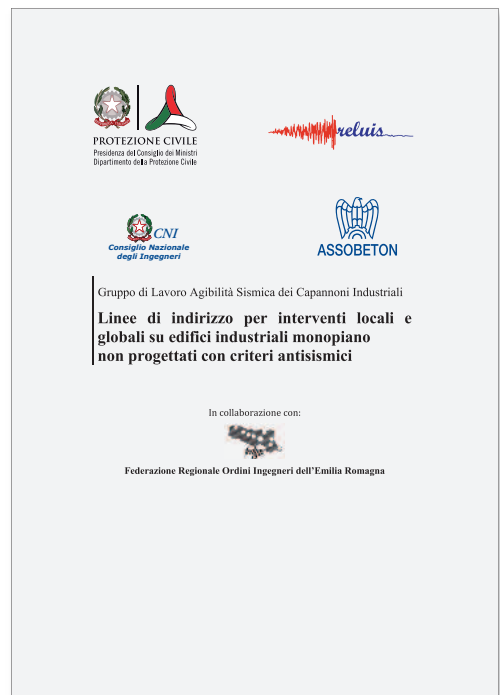 PROTEZIONE CIVILE
Presidenza del Consiglio dei Ministri
Dipartimento della Protezione Civile
reluis
CNI
Consiglio Nazionale
degli Ingegneri
ASSOBETON
Gruppo di Lavoro Agibilità Sismica dei Capannoni Industriali
Linee di indirizzo per interventi locali e
globali su edifici industriali monopiano
non progettati con criteri antisismici
In collaborazione con:
Federazione Regionale Ordini Ingegneri dell'Emilia Romagna